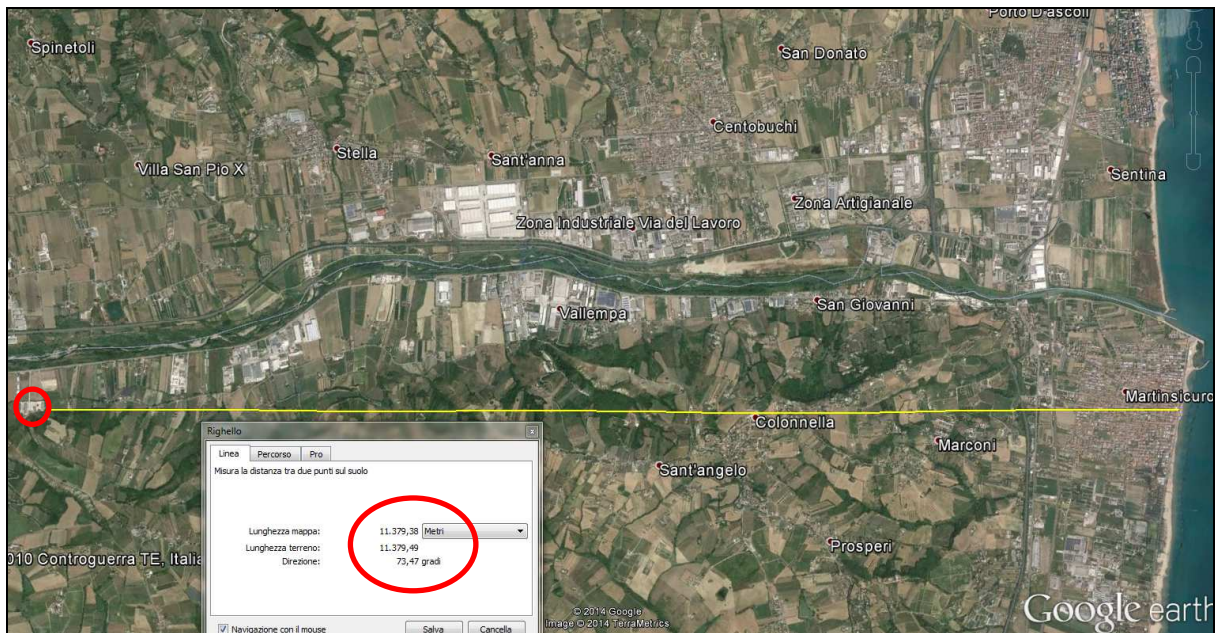 Porto D'ascoli
Spinetoli
San Donato
Centobuchi
Stella
Sant'anna
Villa San Pio X
Sentina
Zona Artigianale
Zona Industriale Via del Lavoro
San Giovanni
Vallempa
Martinsicuro
Colonnella
Righello
Marconi
Linea Percorso Pro
Misura la distanza tra due punti sul suolo
Sant'angelo
Lunghezza mappa: 11.379,38 Metri
Lunghezza terreno: 11.379,49
Direzione: 73,47 gradi
Prosperi
010 Controguerra TE, Italia
© 2014 Google
Image © 2014 TerraMetrics
Google earth
Navigazione con il mouse Salva Cancella